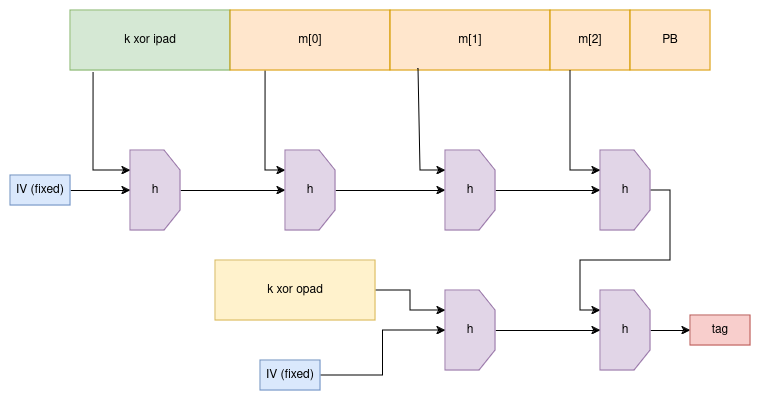 k xor ipad
m[0]
m[1]
m[2]
PB
IV (fixed)
h
h
h
h
k xor opad
h
h
tag
IV (fixed)